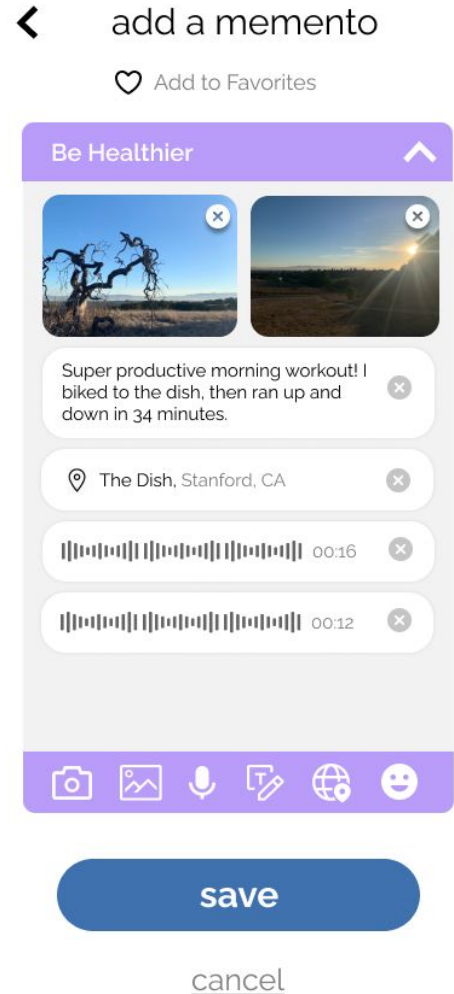 add a memento
Add to Favorites
Be Healthier
Super productive morning workout! I
biked to the dish, then ran up and
down in 34 minutes.
The Dish, Stanford, CA
00:16
00:12
T
save
cancel